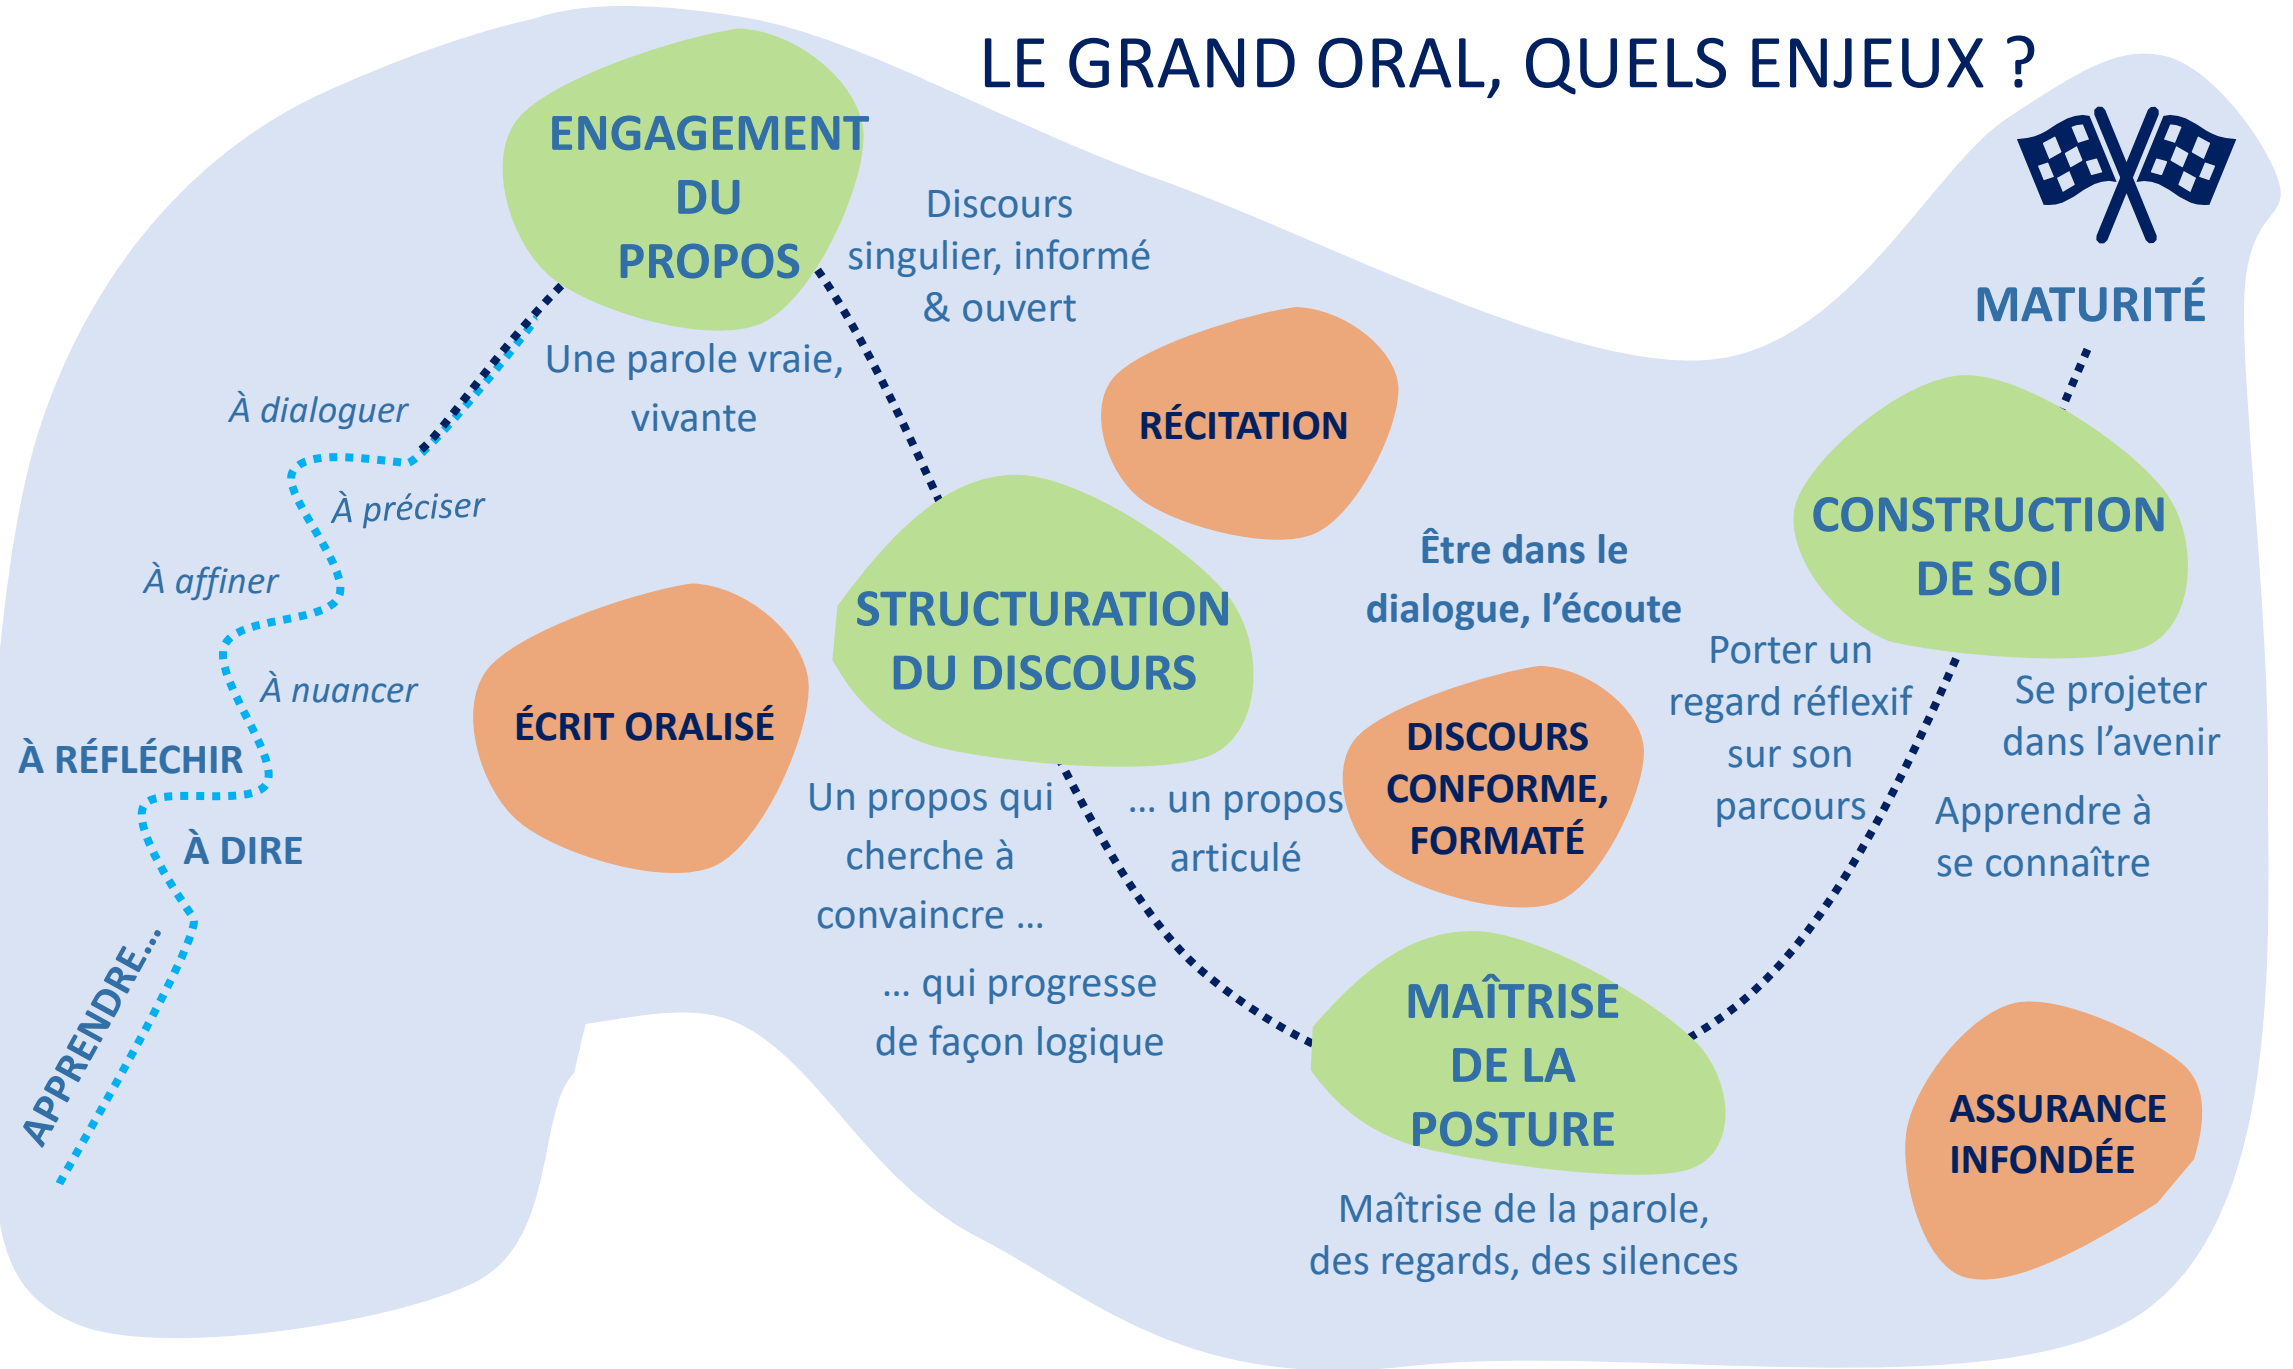 LE GRAND ORAL, QUELS ENJEUX ?
ENGAGEMENT
DU
PROPOS
Discours
singulier, informé
& ouvert
Une parole vraie,
vivante
À dialoguer
À préciser
À affiner
À nuancer
À RÉFLÉCHIR
À DIRE
APPRENDRE....
RÉCITATION
ÉCRIT ORALISÉ
STRUCTURATION
DU DISCOURS
Un propos qui
cherche à
convaincre ...
... un propos
articulé
... qui progresse
de façon logique
Être dans le
dialogue, l’écoute
DISCOURS
CONFORME,
FORMATÉ
MAÎTRISE
DE LA
POSTURE
Maîtrise de la parole,
des regards, des silences
MATURITÉ
CONSTRUCTION
DE SOI
Porter un
regard réflexif
sur son
parcours
Se projeter
dans l’avenir
Apprendre à
se connaître
ASSURANCE
INFONDÉE